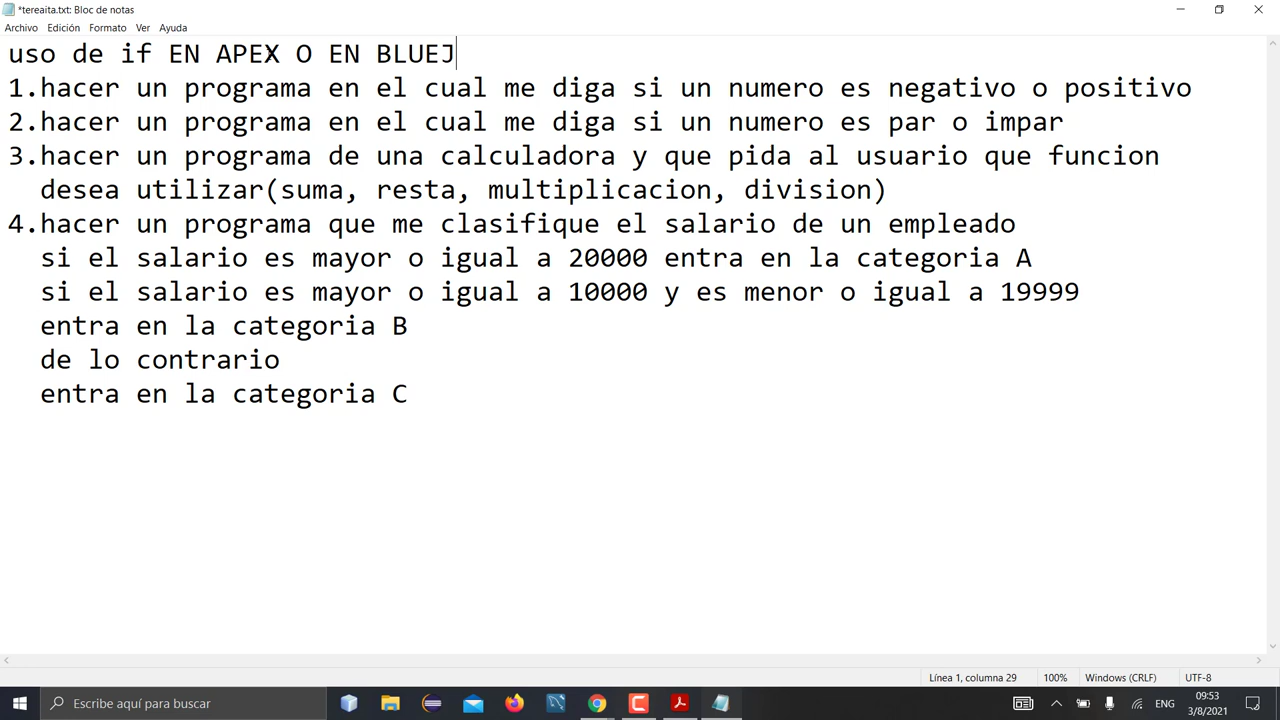 *tereaita.txt: Bloc de notas
Archivo Edición Formato Ver Ayuda
uso de if EN APEX O EN BLUEJ
1.hacer un programa en el cual me diga si un numero es negativo o positivo
2.hacer un programa en el cual me diga si un numero es par o impar
3.hacer un programa de una calculadora y que pida al usuario que funcion
desea utilizar(suma, resta, multiplicacion, division)
4.hacer un programa que me clasifique el salario de un empleado
si el salario es mayor o igual a 20000 entra en la categoria A
si el salario es mayor o igual a 10000 y es menor o igual a 19999
entra en la categoria B
de lo contrario
entra en la categoria C
Línea 1, columna 29 100% Windows (CRLF) UTF-8
Escribe aquí para buscar ENG 09:53
3/8/2021